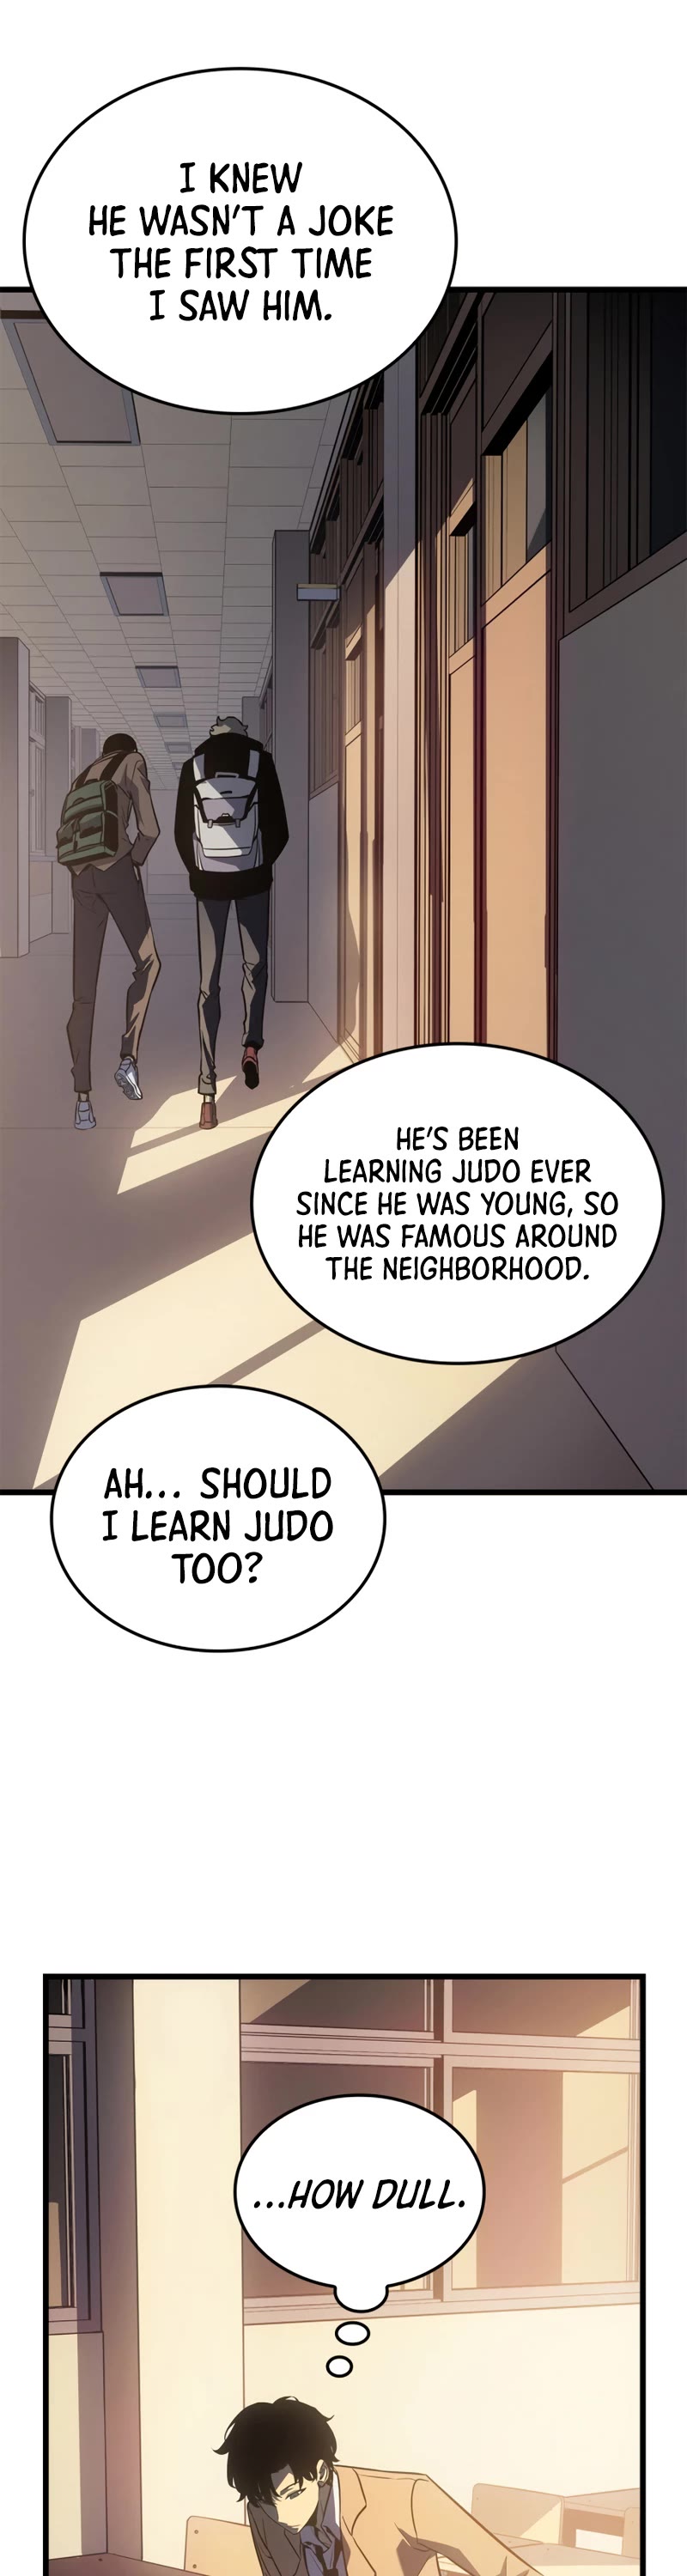 I KNEW
HE WASN'T A JOKE
THE FIRST TIME
I SAW HIM.
HE'S BEEN
LEARNING JUDO EVER
SINCE HE WAS YOUNG, SO
HE WAS FAMOUS AROUND
THE NEIGHBORHOOD.
AH... SHOULD
I LEARN JUDO
TOO?
...HOW DULL.